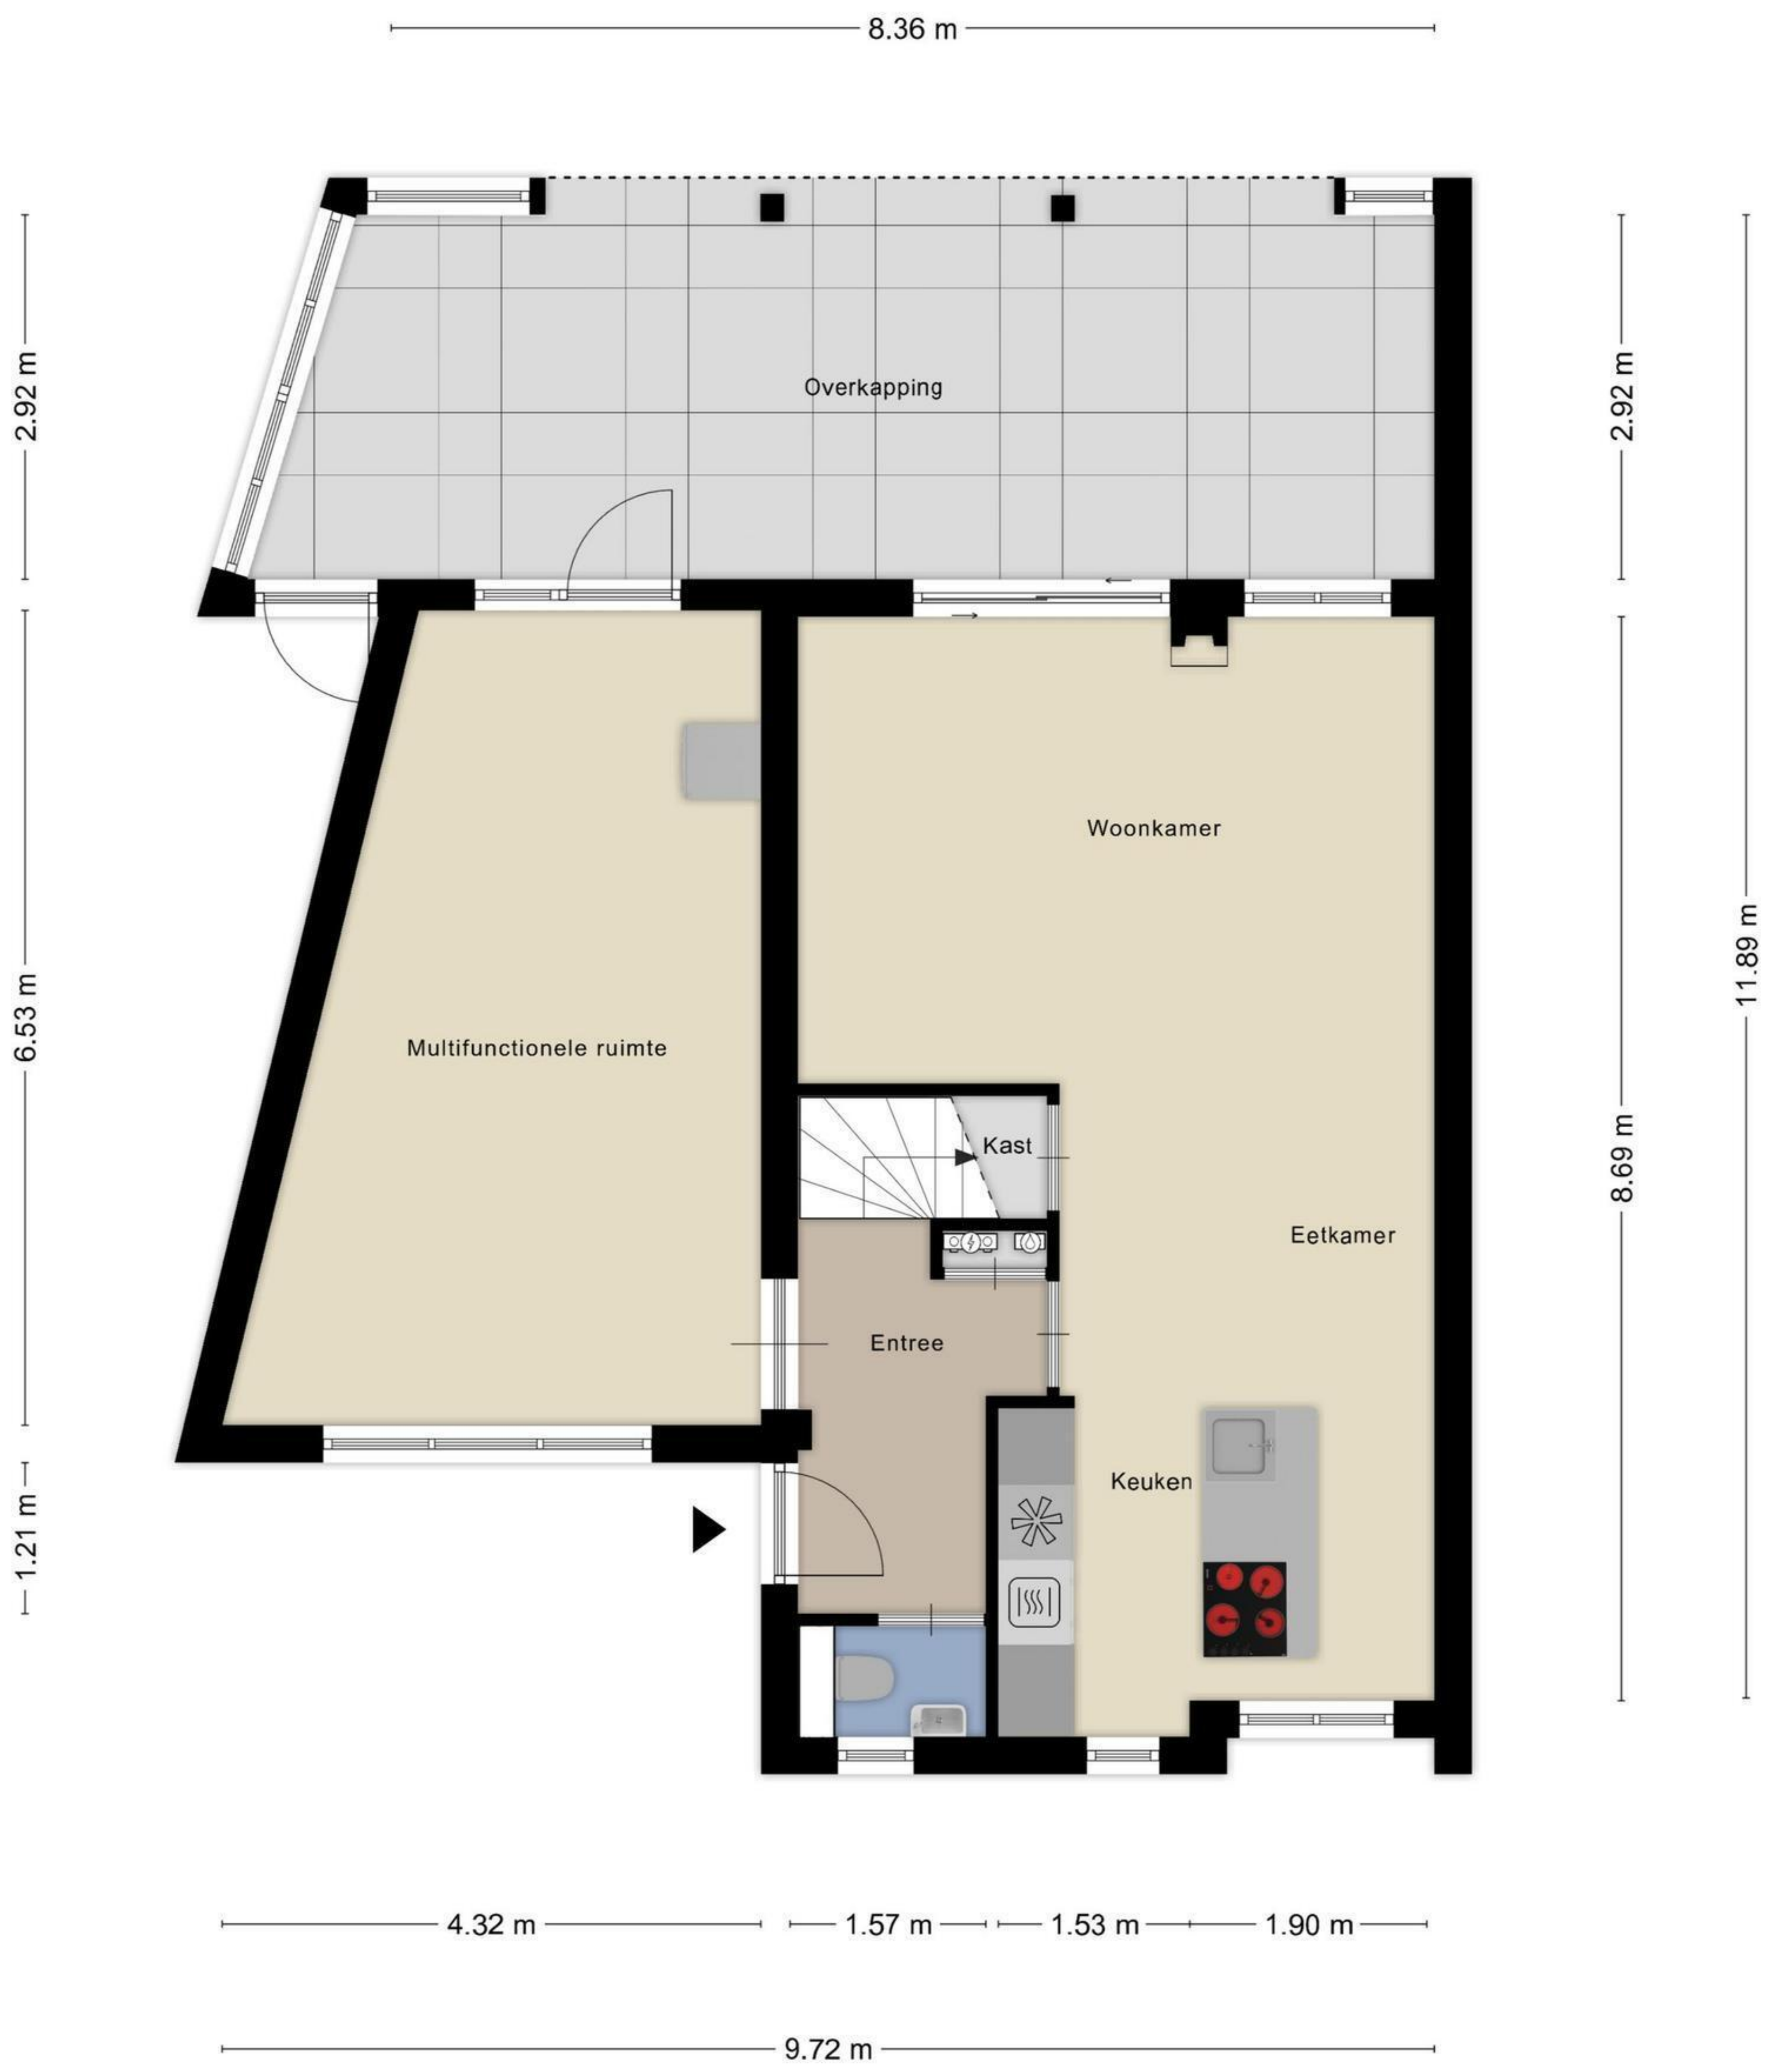 8.36 m
2.92 m
2.92 m
Overkapping
Woonkamer
11.89 m
6.53 m
Multifunctionele ruimte
Kast
8.69 m
Eetkamer
Entree
Keuken
1.21 m
4.32 m
1.57 m
1.53 m
1.90 m
9.72 m